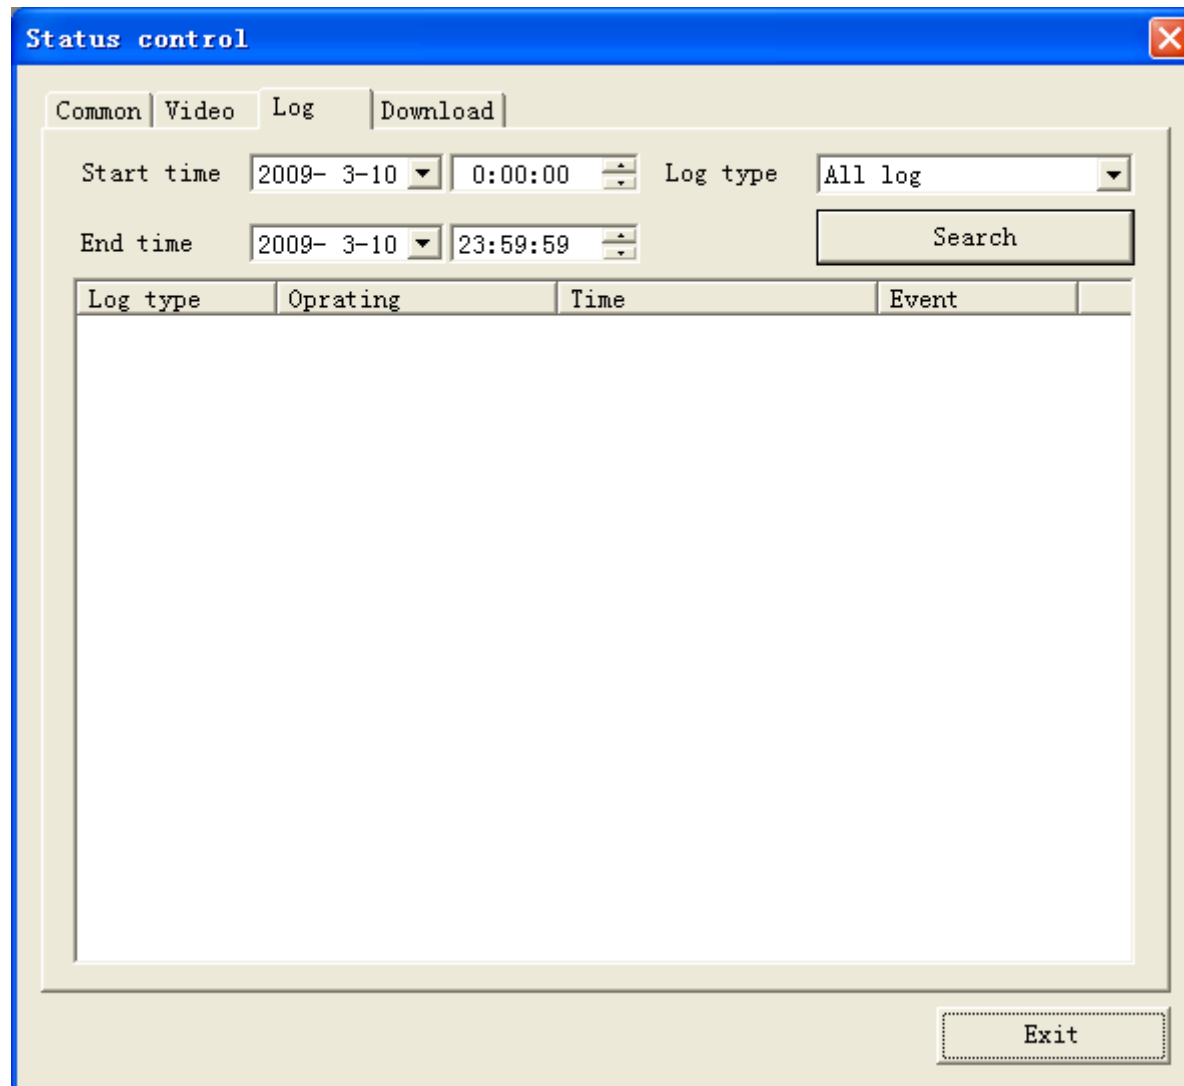 Status control
Common Video Log Download
Start time 2009- 3-10 0:00:00 Log type All log
End time 2009- 3-10 23:59:59 Search
Log type Oprating Time Event
Exit